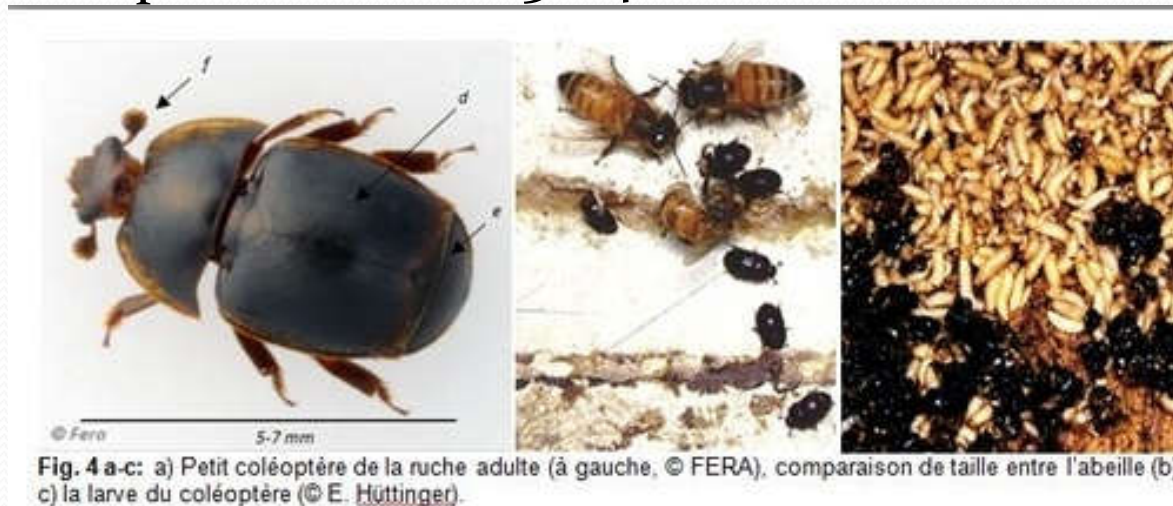 f
d
e
© Fera
5-7 mm
Fig. 4 a-c: a) Petit coléoptère de la ruche adulte (à gauche, © FERA), comparaison de taille entre l'abeille (b)
c) la larve du coléoptère (© E. Hüttinger).